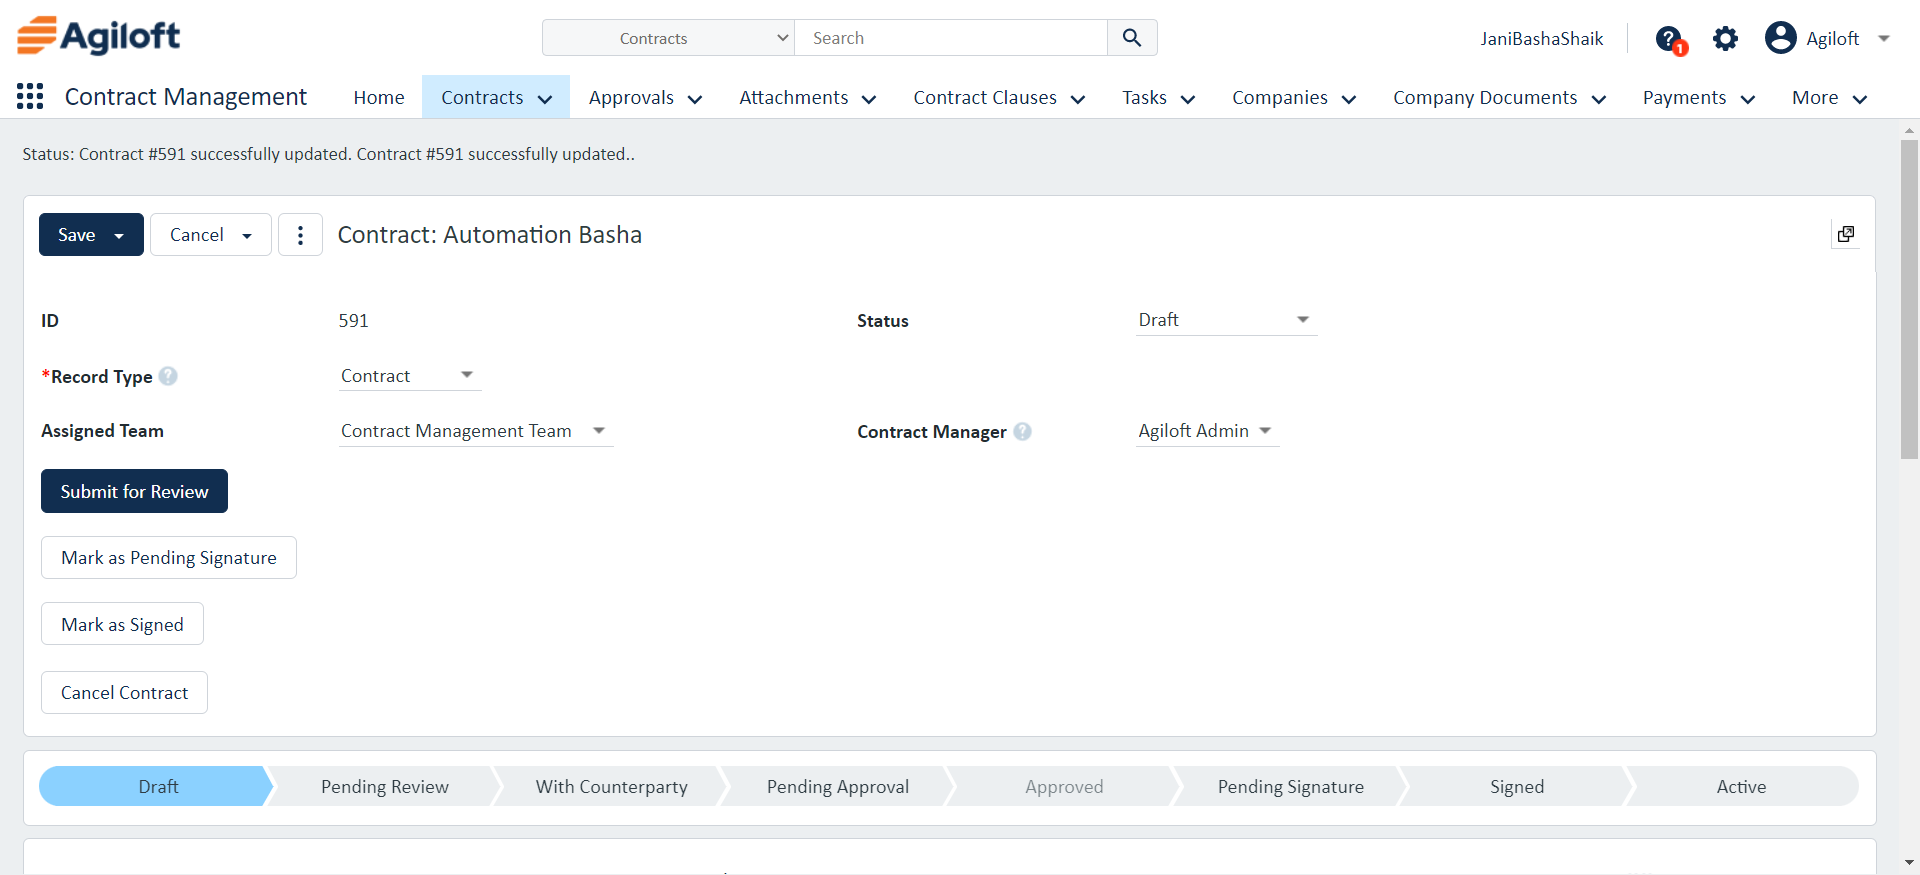 Agiloft
Contracts
Search
JaniBashaShaik
? 1
Agiloft
Contract Management
Home
Contracts
Approvals
Attachments
Contract Clauses
Tasks
Companies
Company Documents
Payments
More
Status: Contract #591 successfully updated. Contract #591 successfully updated..
Save
Cancel
Contract: Automation Basha
ID
591
Status
Draft
*Record Type ?
Contract
Assigned Team
Contract Management Team
Contract Manager ?
Agiloft Admin
Submit for Review
Mark as Pending Signature
Mark as Signed
Cancel Contract
Draft
Pending Review
With Counterparty
Pending Approval
Approved
Pending Signature
Signed
Active